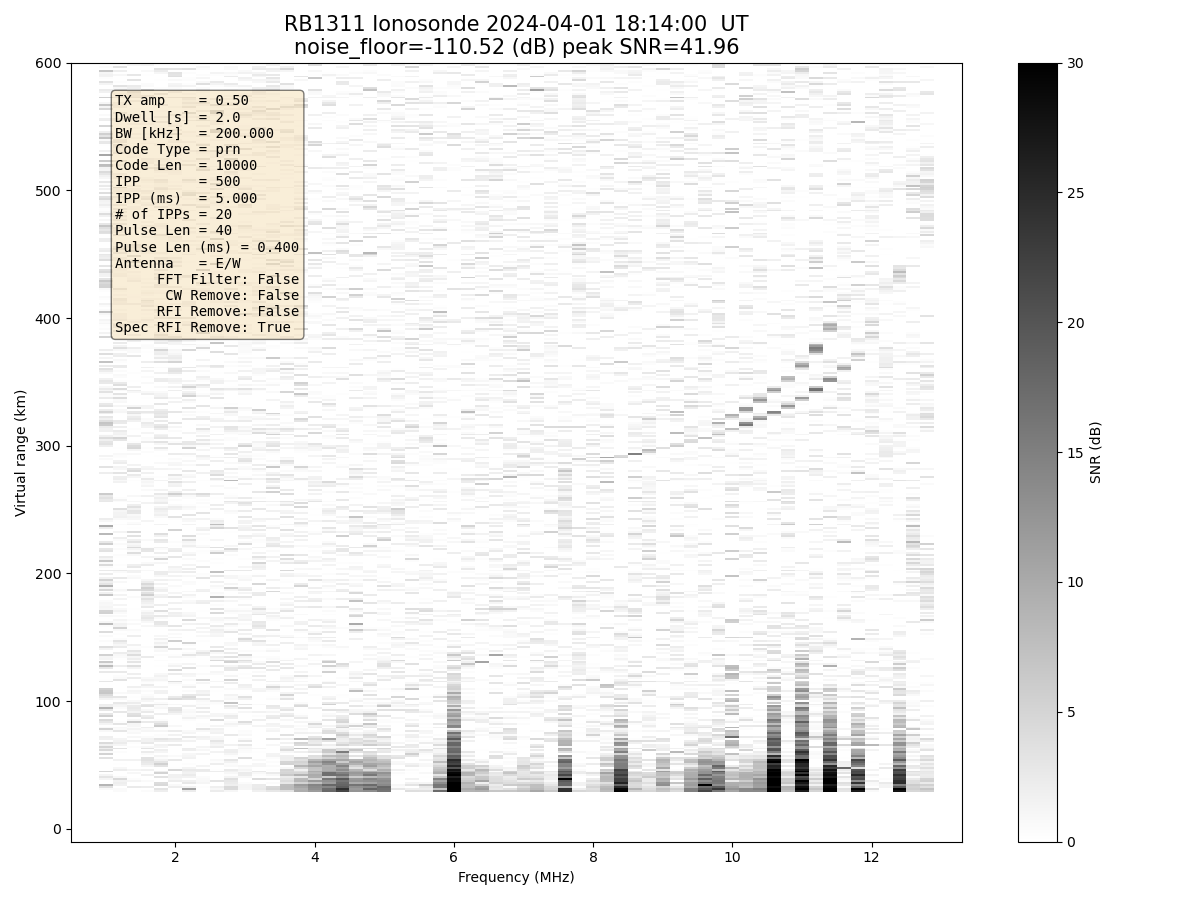 RB1311 Ionosonde 2024-04-01 18:14:00  UT
noise_floor=-110.52 (dB) peak SNR=41.96
TX amp    = 0.50
Dwell [s] = 2.0
BW [kHz]  = 200.000
Code Type = prn
Code Len  = 10000
IPP       = 500
IPP (ms)  = 5.000
# of IPPs = 20
Pulse Len = 40
Pulse Len (ms) = 0.400
Antenna   = E/W
FFT Filter: False
CW Remove: False
RFI Remove: False
Spec RFI Remove: True
Virtual range (km)
600
500
400
300
200
100
0
2
4
6
8
10
12
Frequency (MHz)
30
25
20
15
10
5
0
SNR (dB)